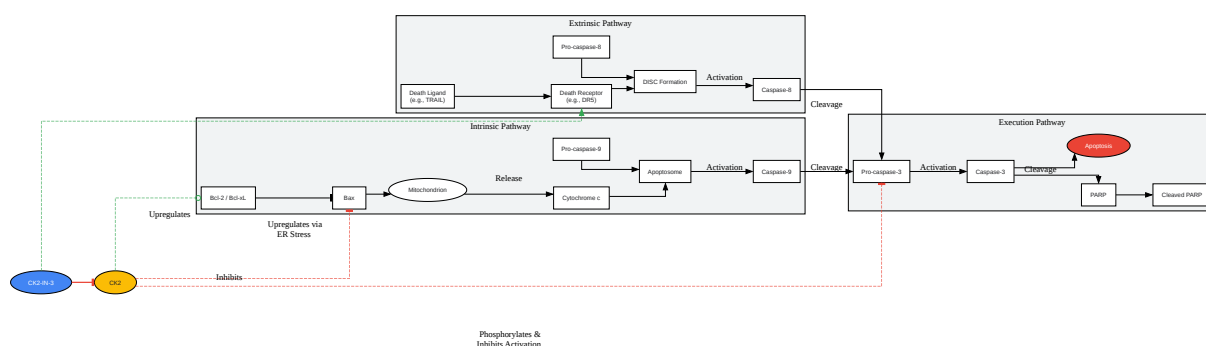 Extrinsic Pathway
Pro-caspase-8
DISC Formation
Activation
Death Ligand
(e.g., TRAIL)
Death Receptor
(e.g., DR5)
Caspase-8
Cleavage
Intrinsic Pathway
Execution Pathway
Pro-caspase-9
Apoptosis
Release
Apoptosome
Activation
Caspase-9
Cleavage
Pro-caspase-3
Activation
Caspase-3
Cleavage
Bcl-2 / Bcl-xL
Bax
Mitochondrion
Cytochrome c
PARP
Cleaved PARP
Upregulates
Upregulates via
ER Stress
CK2-IN-3
CK2
Inhibits
Phosphorylates &
Inhibits Activation